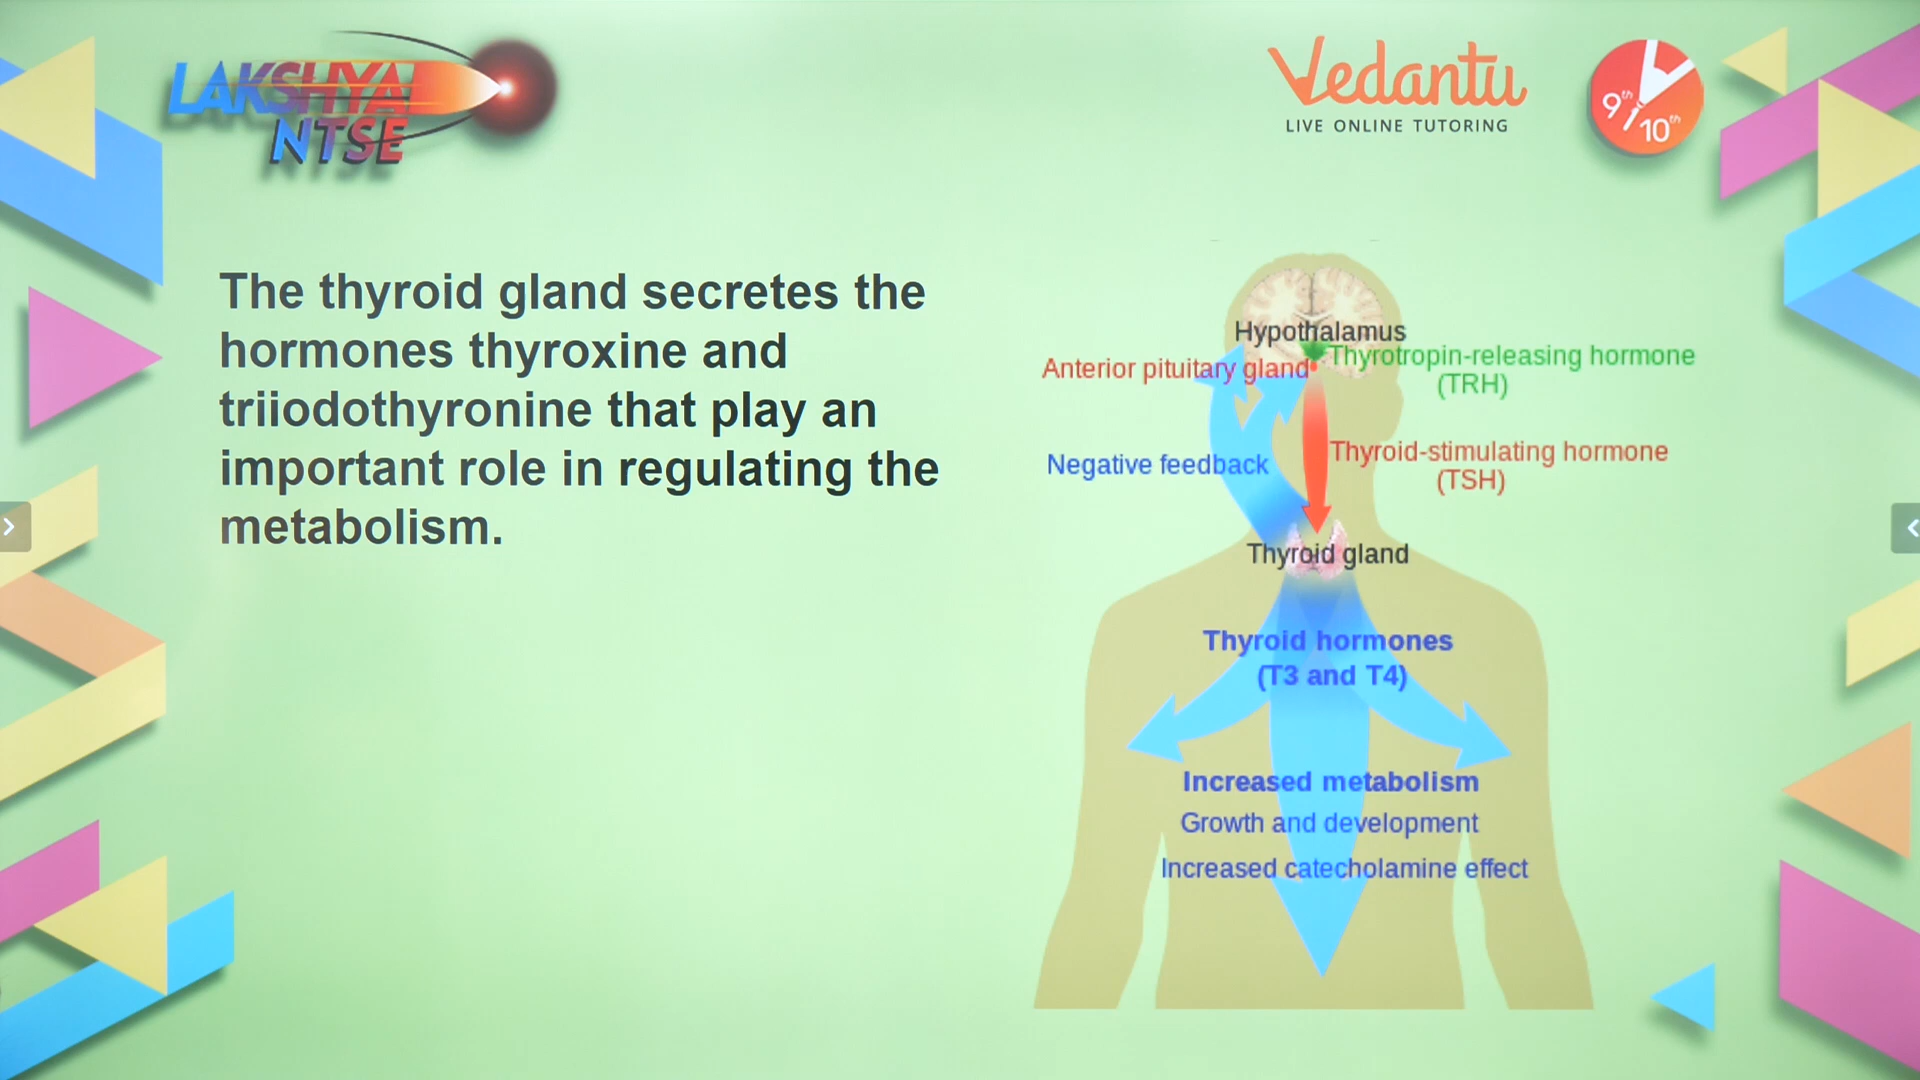 LAKSHYA
NTSE
Vedantu
LIVE ONLINE TUTORING
9th
10th
The thyroid gland secretes the
hormones thyroxine and
triiodothyronine that play an
important role in regulating the
metabolism.
Hypothalamus
Anterior pituitary gland
Thyrotropin-releasing hormone
(TRH)
Negative feedback
Thyroid-stimulating hormone
(TSH)
Thyroid gland
Thyroid hormones
(T3 and T4)
Increased metabolism
Growth and development
Increased catecholamine effect